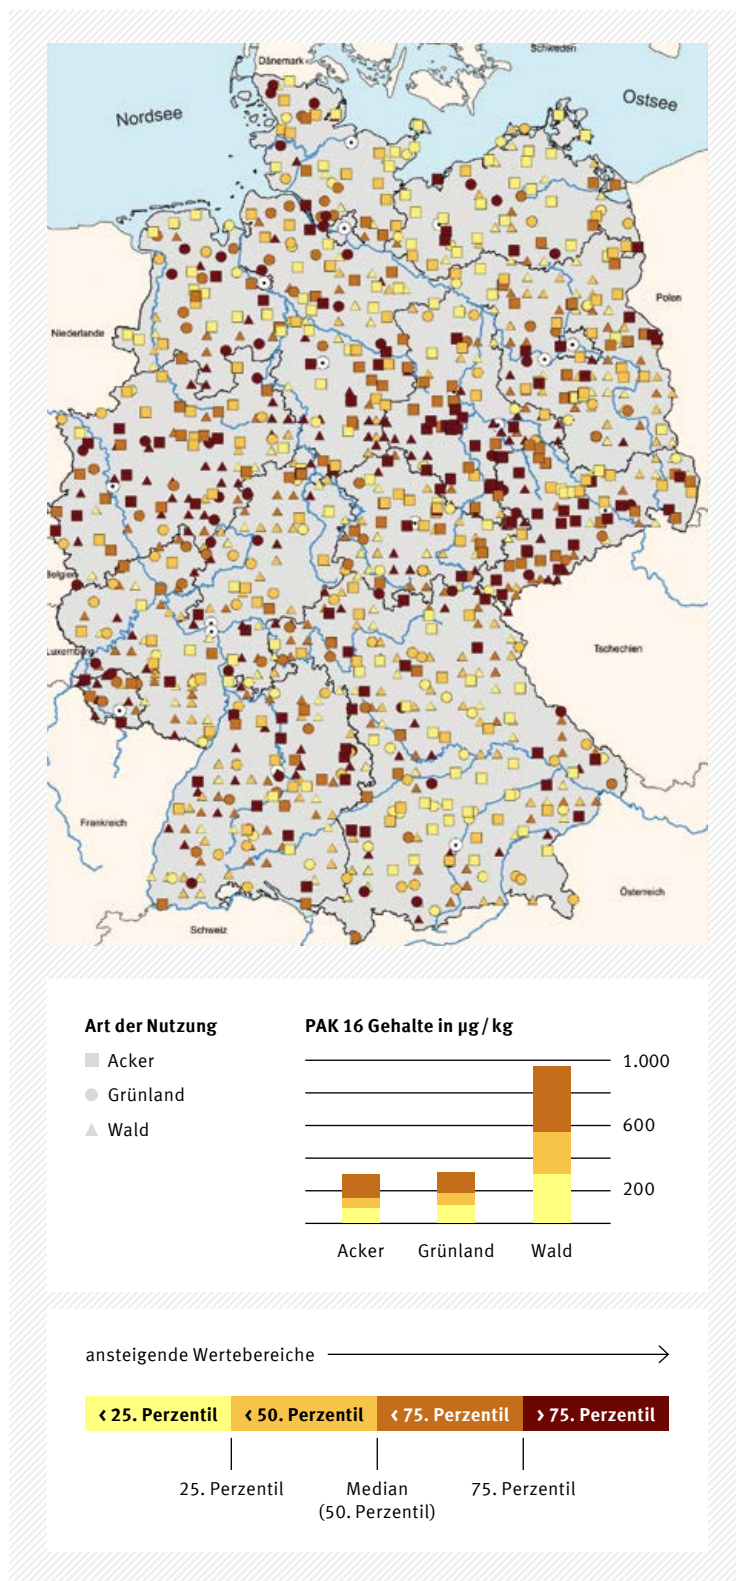 Schweden
Dänemark
Nordsee
Ostsee
Polen
Niederlande
Belgien
Luxemburg
Tschechien
Frankreich
Österreich
Schweiz
Art der Nutzung
Acker
Grünland
Wald
PAK 16 Gehalte in µg / kg
1.000
600
200
Acker Grünland Wald
ansteigende Wertebereiche
< 25. Perzentil < 50. Perzentil < 75. Perzentil > 75. Perzentil
25. Perzentil Median 75. Perzentil
(50. Perzentil)